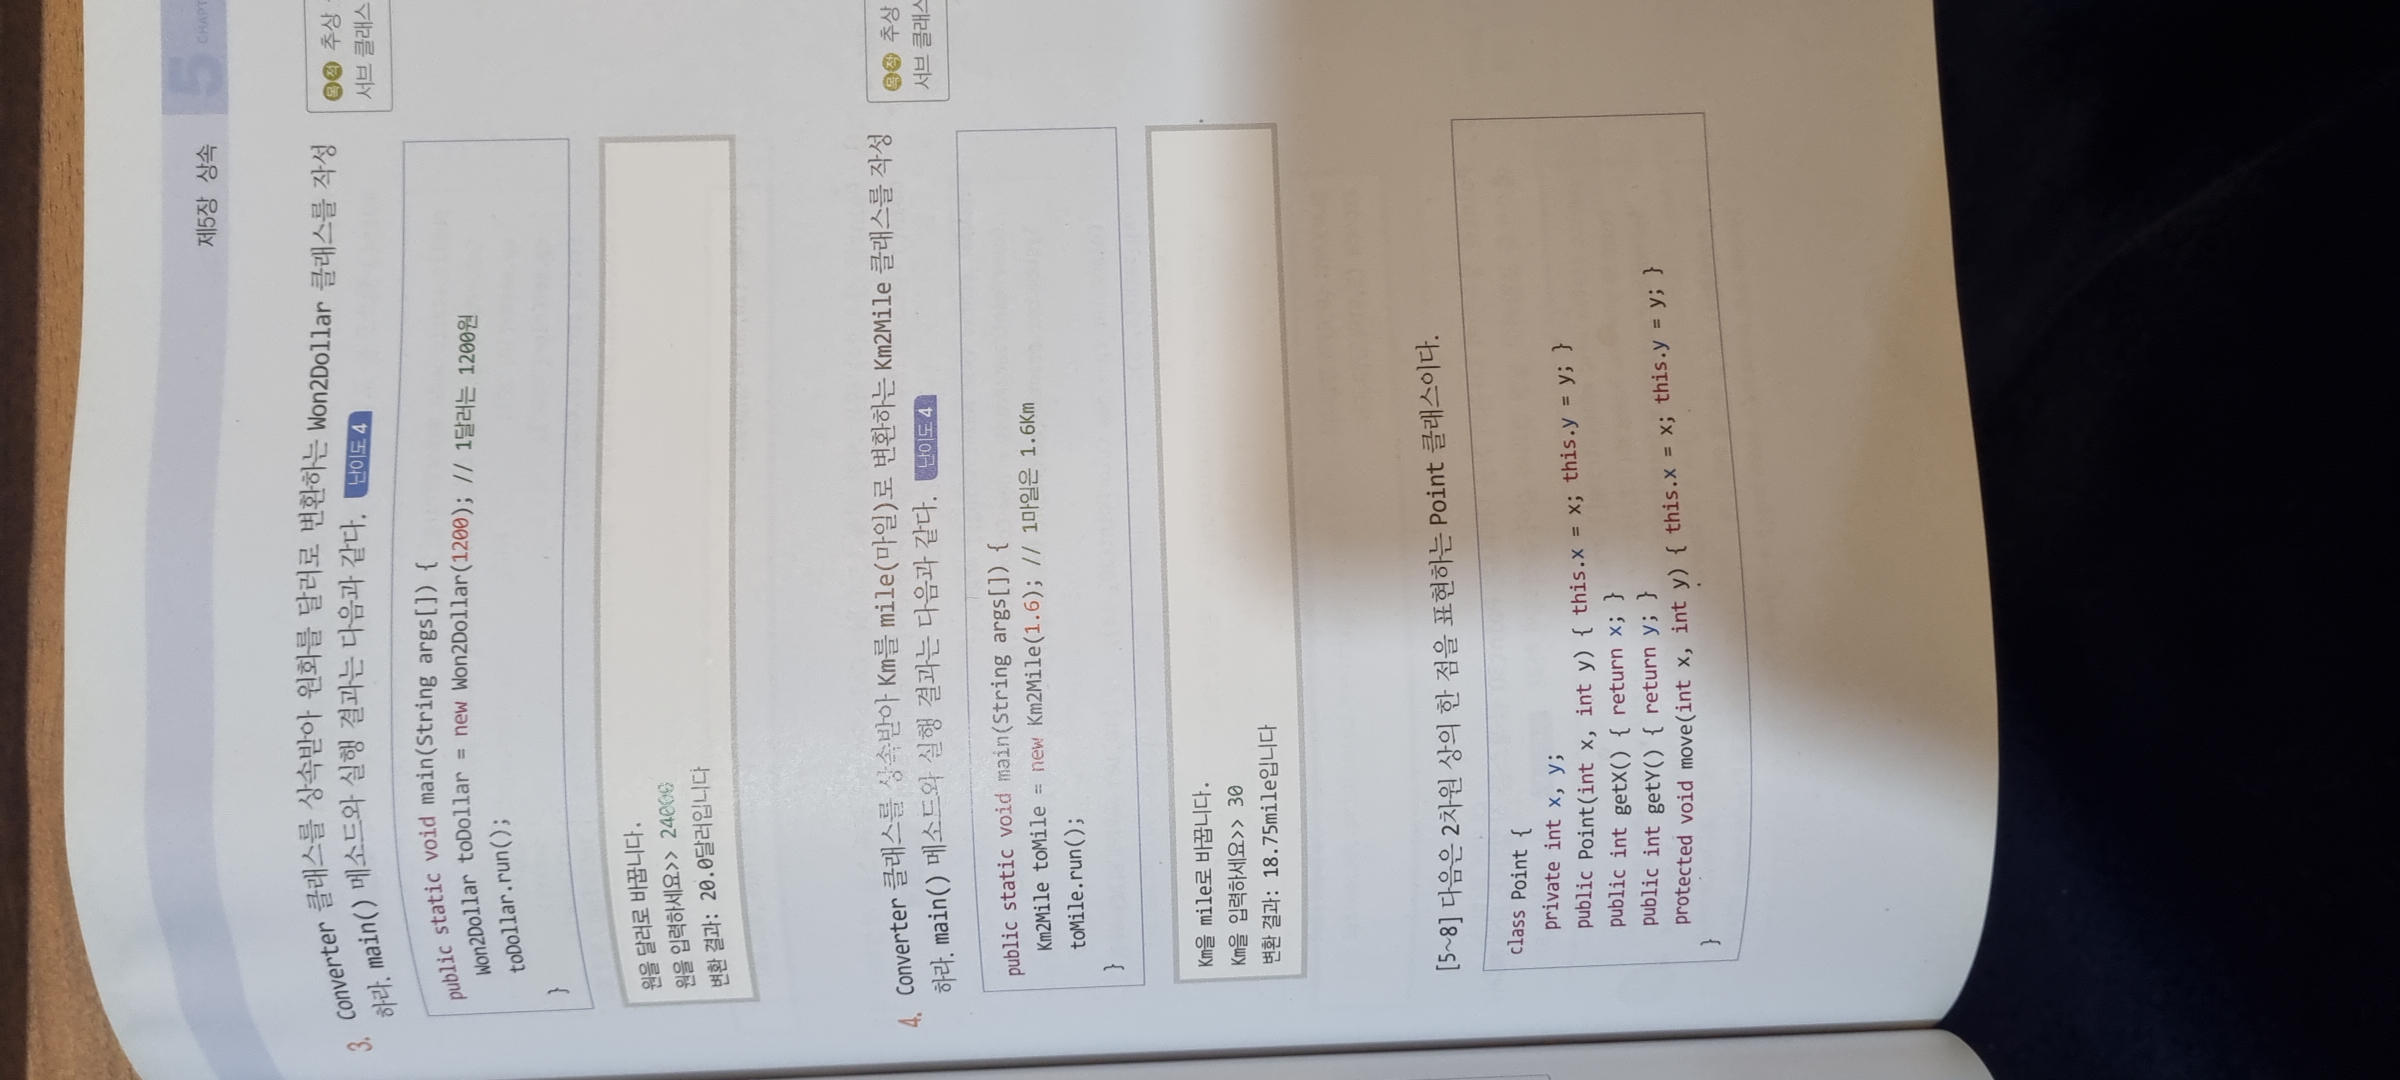 제5장 상속
5
3. Converter 클래스를 상속받아 원화를 달러로 변환하는 Won2Dollar 클래스를 작성
하라. main() 메소드와 실행 결과는 다음과 같다. 난이도 4
목적 추상
서브 클래스
public static void main(String args[]) {
Won2Dollar toDollar = new Won2Dollar(1200); // 1달러는 1200원
toDollar.run();
}
원을 달러로 바꿉니다.
원을 입력하세요>> 24000
변환 결과: 20.0달러입니다
4. Converter 클래스를 상속받아 Km를 mile(마일)로 변환하는 Km2Mile 클래스를 작성
하라. main() 메소드와 실행 결과는 다음과 같다. 난이도 4
목적 추상
서브 클래스
public static void main(String args[]) {
Km2Mile toMile = new Km2Mile(1.6); // 1마일은 1.6Km
toMile.run();
}
Km을 mile로 바꿉니다.
Km을 입력하세요>> 30
변환 결과: 18.75mile입니다
[5~8] 다음은 2차원 상의 한 점을 표현하는 Point 클래스이다.
class Point {
private int x, y;
public Point(int x, int y) { this.x = x; this.y = y; }
public int getX() { return x; }
public int getY() { return y; }
protected void move(int x, int y) { this.x = x; this.y = y; }
}